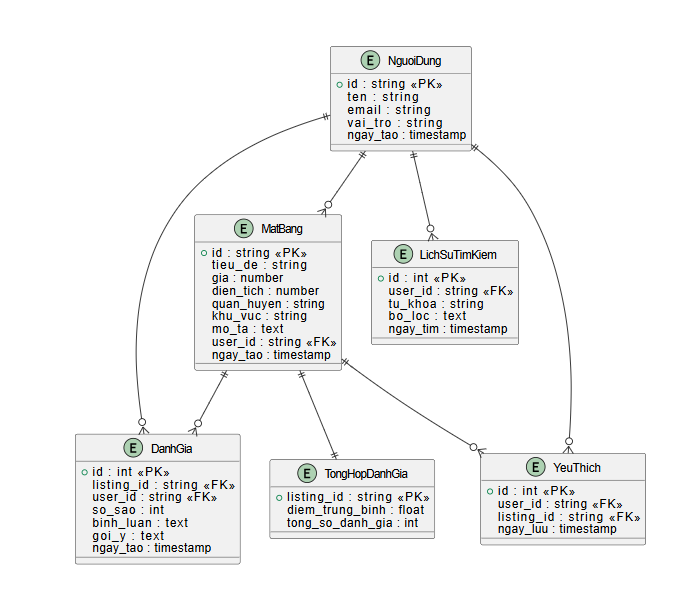 E NguoiDung
id : string «PK»
ten : string
email : string
vai_tro : string
ngay_tao : timestamp
E MatBang
id : string «PK»
tieu_de : string
gia : number
dien_tich : number
quan_huyen : string
khu_vuc : string
mo_ta : text
user_id : string «FK»
ngay_tao : timestamp
E LichSuTimKiem
id : int «PK»
user_id : string «FK»
tu_khoa : string
bo_loc : text
ngay_tim : timestamp
E DanhGia
id : int «PK»
listing_id : string «FK»
user_id : string «FK»
so_sao : int
binh_luan : text
goi_y : text
ngay_tao : timestamp
E TongHopDanhGia
listing_id : string «PK»
diem_trung_binh : float
tong_so_danh_gia : int
E YeuThich
id : int «PK»
user_id : string «FK»
listing_id : string «FK»
ngay_luu : timestamp